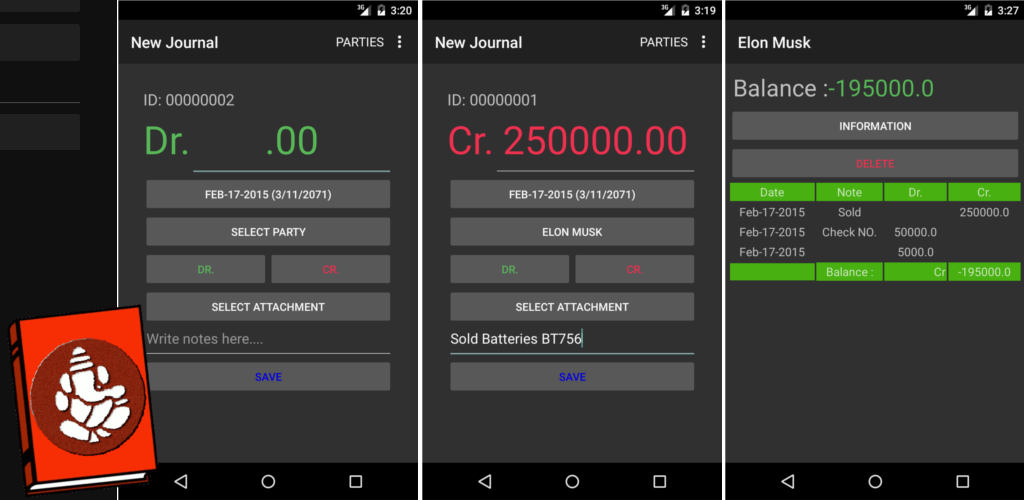 3G 3:20
New Journal PARTIES
ID: 00000002
Dr. .00
FEB-17-2015 (3/11/2071)
SELECT PARTY
DR. CR.
SELECT ATTACHMENT
Write notes here....
SAVE
3G 3:19
New Journal PARTIES
ID: 00000001
Cr. 250000.00
FEB-17-2015 (3/11/2071)
ELON MUSK
DR. CR.
SELECT ATTACHMENT
Sold Batteries BT756
SAVE
3G 3:27
Elon Musk
Balance :-195000.0
INFORMATION
DELETE
Date Note Dr. Cr.
Feb-17-2015 Sold 250000.0
Feb-17-2015 Check NO. 50000.0
Feb-17-2015 5000.0
Balance : Cr -195000.0